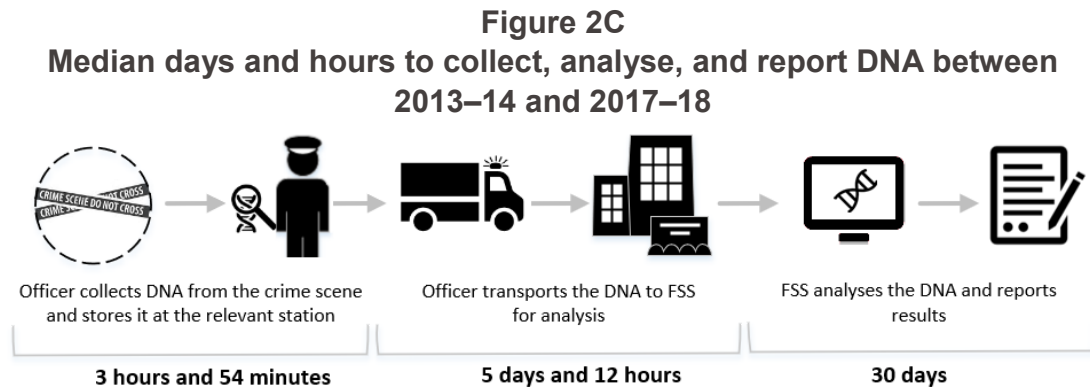 Figure 2C
Median days and hours to collect, analyse, and report DNA between
2013–14 and 2017–18
CRIME SCENE DO NOT CROSS
Officer collects DNA from the crime scene
and stores it at the relevant station
Officer transports the DNA to FSS
for analysis
FSS analyses the DNA and reports
results
3 hours and 54 minutes
5 days and 12 hours
30 days